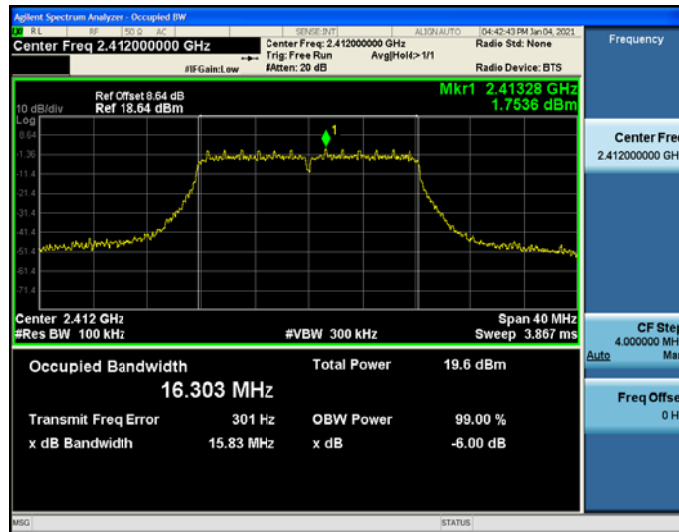 Agilent Spectrum Analyzer - Occupied BW
RL RF 50 Ω AC SENSE:INT ALIGN AUTO 04:42:43 PM Jan 04, 2021
Center Freq 2.412000000 GHz
Center Freq: 2.412000000 GHz
Radio Std: None
Trig: Free Run Avg|Hold:> 1/1
#IFGain:Low
#Atten: 20 dB
Radio Device: BTS
Frequency
Ref Offset 8.64 dB
Mkr1 2.41328 GHz
10 dB/div Ref 18.64 dBm
1.7536 dBm
Log
8.64
1
-1.36
-11.4
-21.4
-31.4
-41.4
-51.4
-61.4
-71.4
Center Freq
2.412000000 GH
Center 2.412 GHz
Span 40 MHz
#Res BW 100 kHz
#VBW 300 kHz
Sweep 3.867 ms
CF Step
4.000000 MH
Auto Ma
Occupied Bandwidth
Total Power 19.6 dBm
16.303 MHz
Freq Offse
0 H
Transmit Freq Error 301 Hz OBW Power 99.00 %
x dB Bandwidth 15.83 MHz x dB -6.00 dB
MSG STATUS